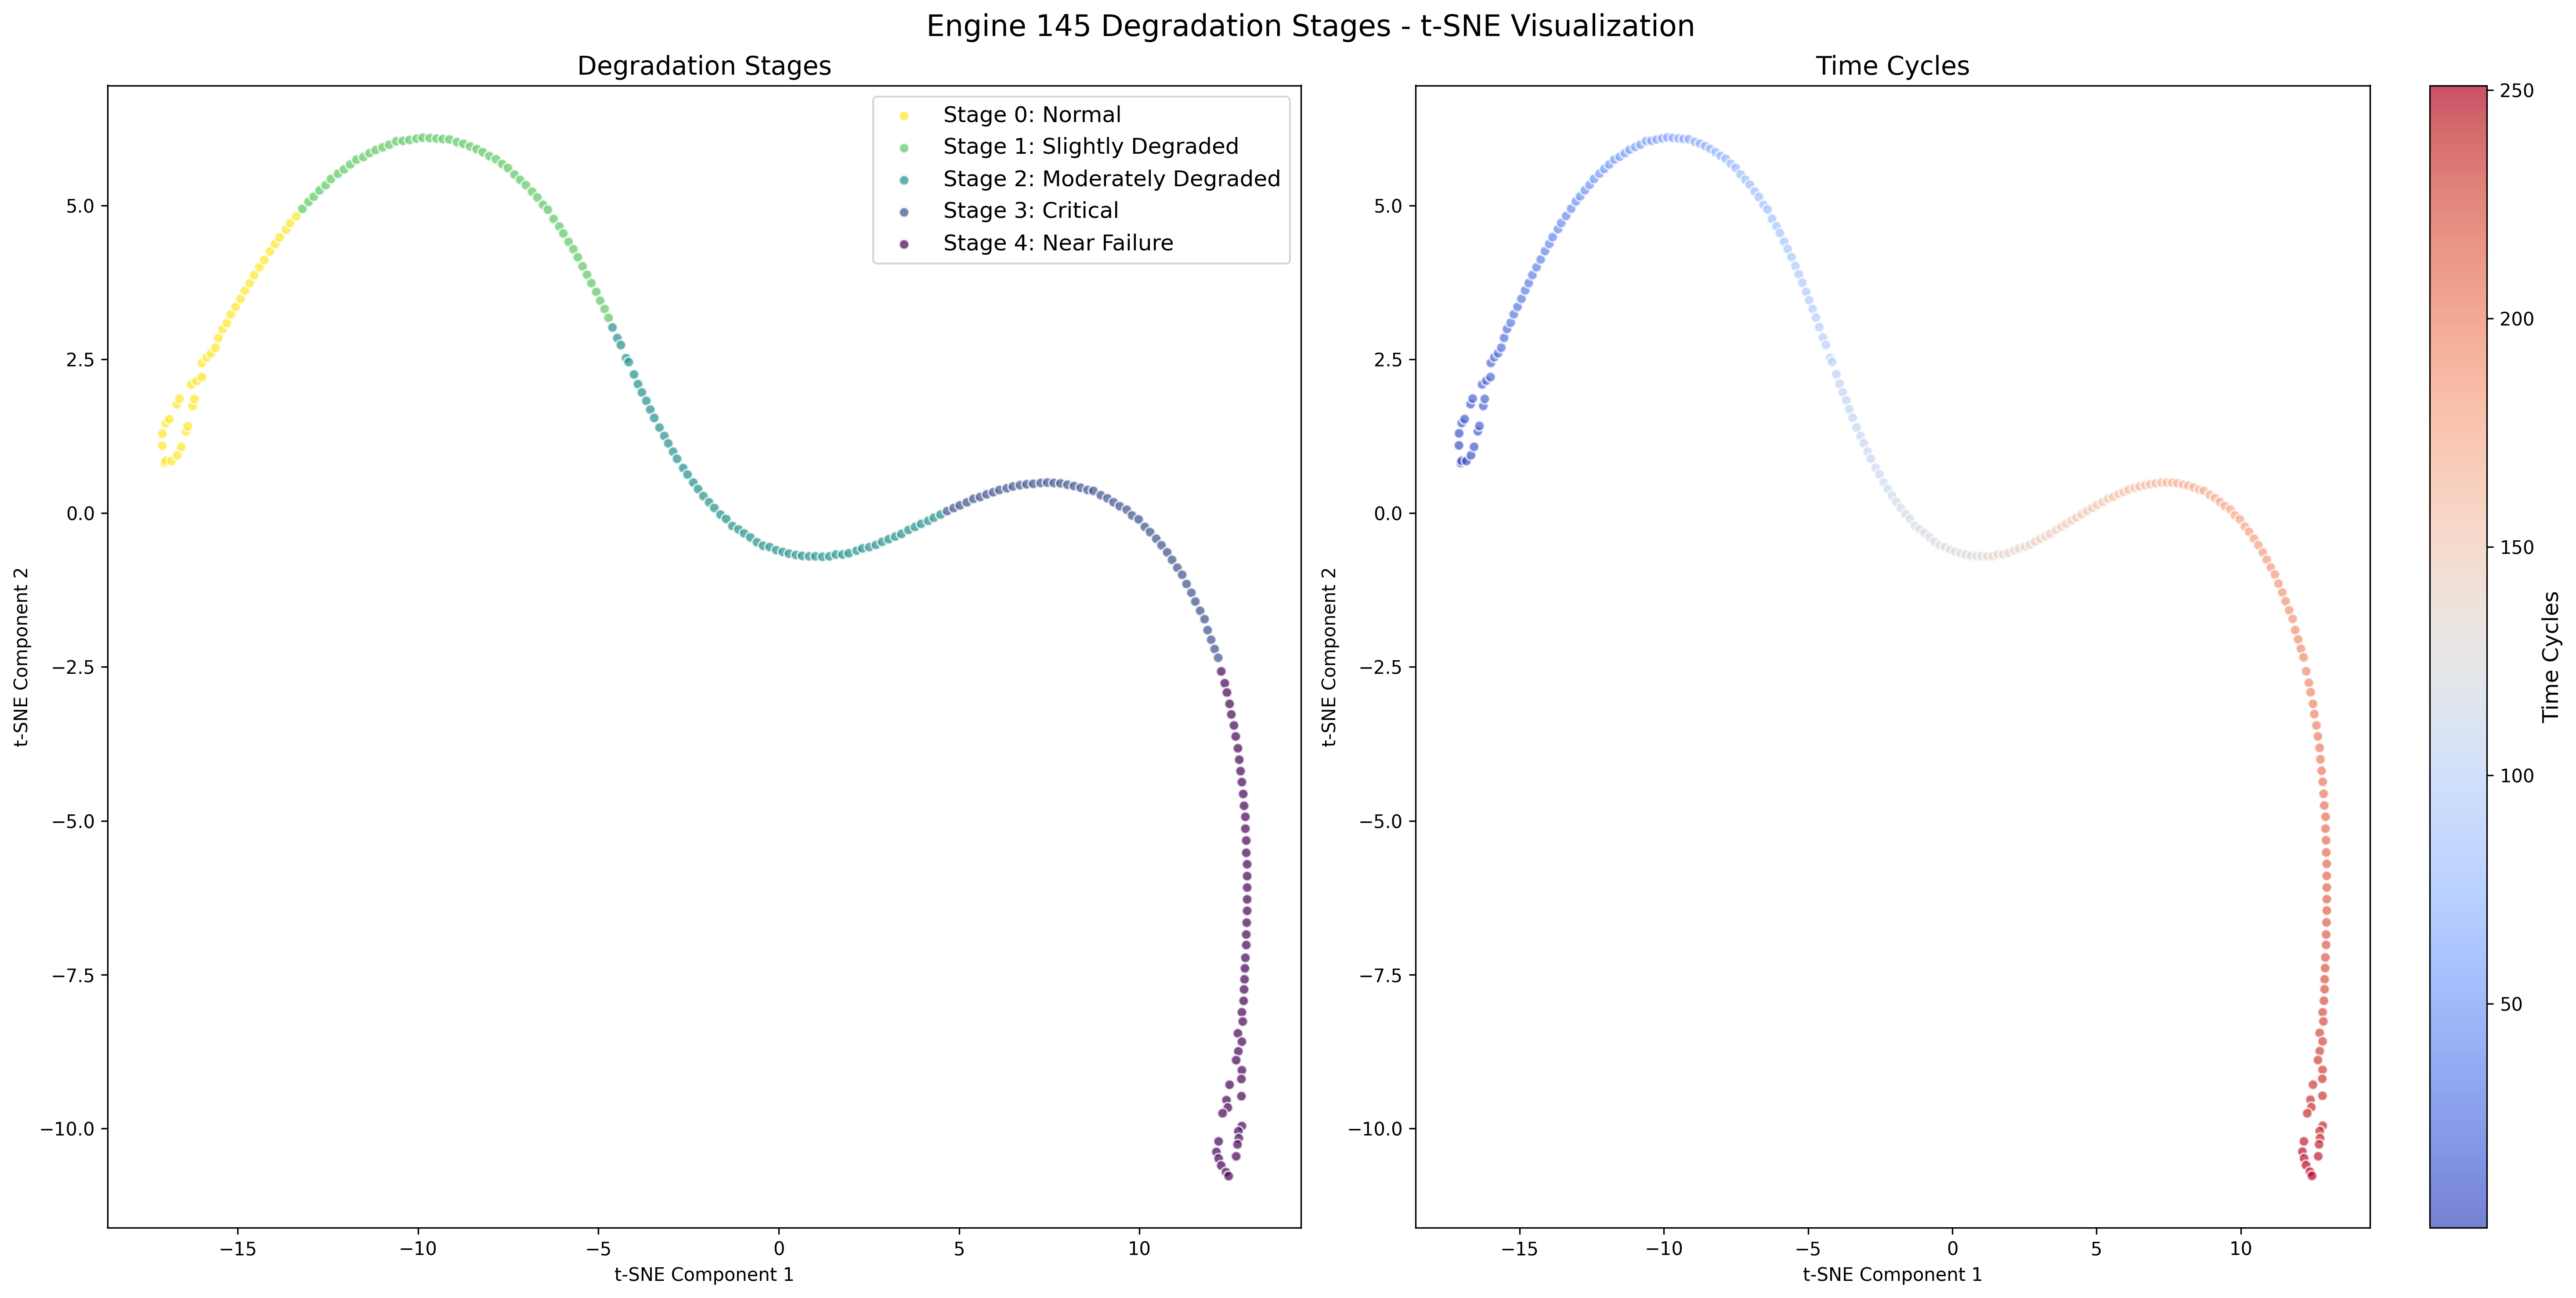 Engine 145 Degradation Stages - t-SNE Visualization
Degradation Stages
Stage 0: Normal
Stage 1: Slightly Degraded
Stage 2: Moderately Degraded
Stage 3: Critical
Stage 4: Near Failure
5.0
2.5
0.0
−2.5
−5.0
−7.5
−10.0
t-SNE Component 2
−15
−10
−5
0
5
10
t-SNE Component 1
Time Cycles
5.0
2.5
0.0
−2.5
−5.0
−7.5
−10.0
t-SNE Component 2
−15
−10
−5
0
5
10
t-SNE Component 1
250
200
150
100
50
Time Cycles